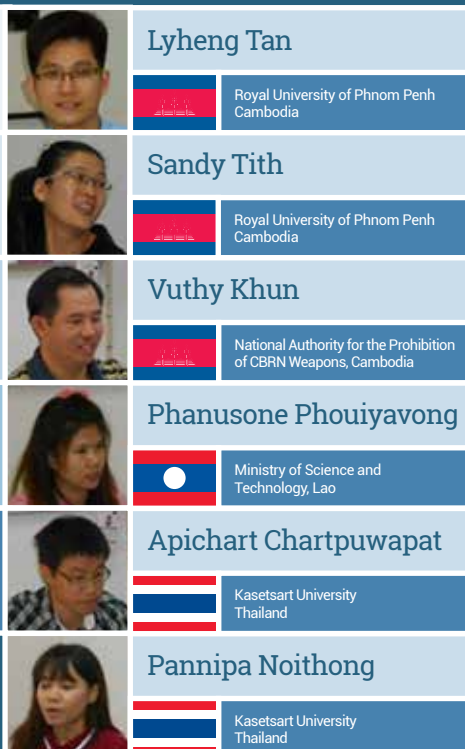 Lyheng Tan
Royal University of Phnom Penh
Cambodia
Sandy Tith
Royal University of Phnom Penh
Cambodia
Vuthy Khun
National Authority for the Prohibition
of CBRN Weapons, Cambodia
Phanusone Phouiyavong
Ministry of Science and
Technology, Lao
Apichart Chartpuwapat
Kasetsart University
Thailand
Pannipa Noithong
Kasetsart University
Thailand